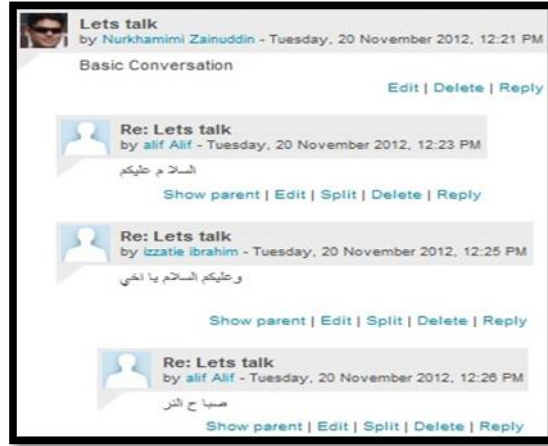 Lets talk
by Nurkhamimi Zainuddin - Tuesday, 20 November 2012, 12:21 PM
Basic Conversation
Edit | Delete | Reply
Re: Lets talk
by alif Alif - Tuesday, 20 November 2012, 12:23 PM
السلا م عليكم
Show parent | Edit | Split | Delete | Reply
Re: Lets talk
by izzatie ibrahim - Tuesday, 20 November 2012, 12:25 PM
وعليكم السلام يا اخي
Show parent | Edit | Split | Delete | Reply
Re: Lets talk
by alif Alif - Tuesday, 20 November 2012, 12:26 PM
صبا ح النر
Show parent | Edit | Split | Delete | Reply